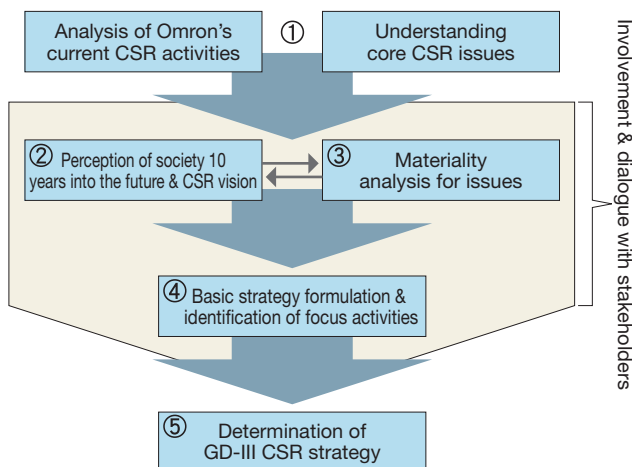 Analysis of Omron's
current CSR activities
①
Understanding
core CSR issues
② Perception of society 10
years into the future & CSR vision
③ Materiality
analysis for issues
④ Basic strategy formulation &
identification of focus activities
⑤ Determination of
GD-III CSR strategy
Involvement & dialogue with stakeholders